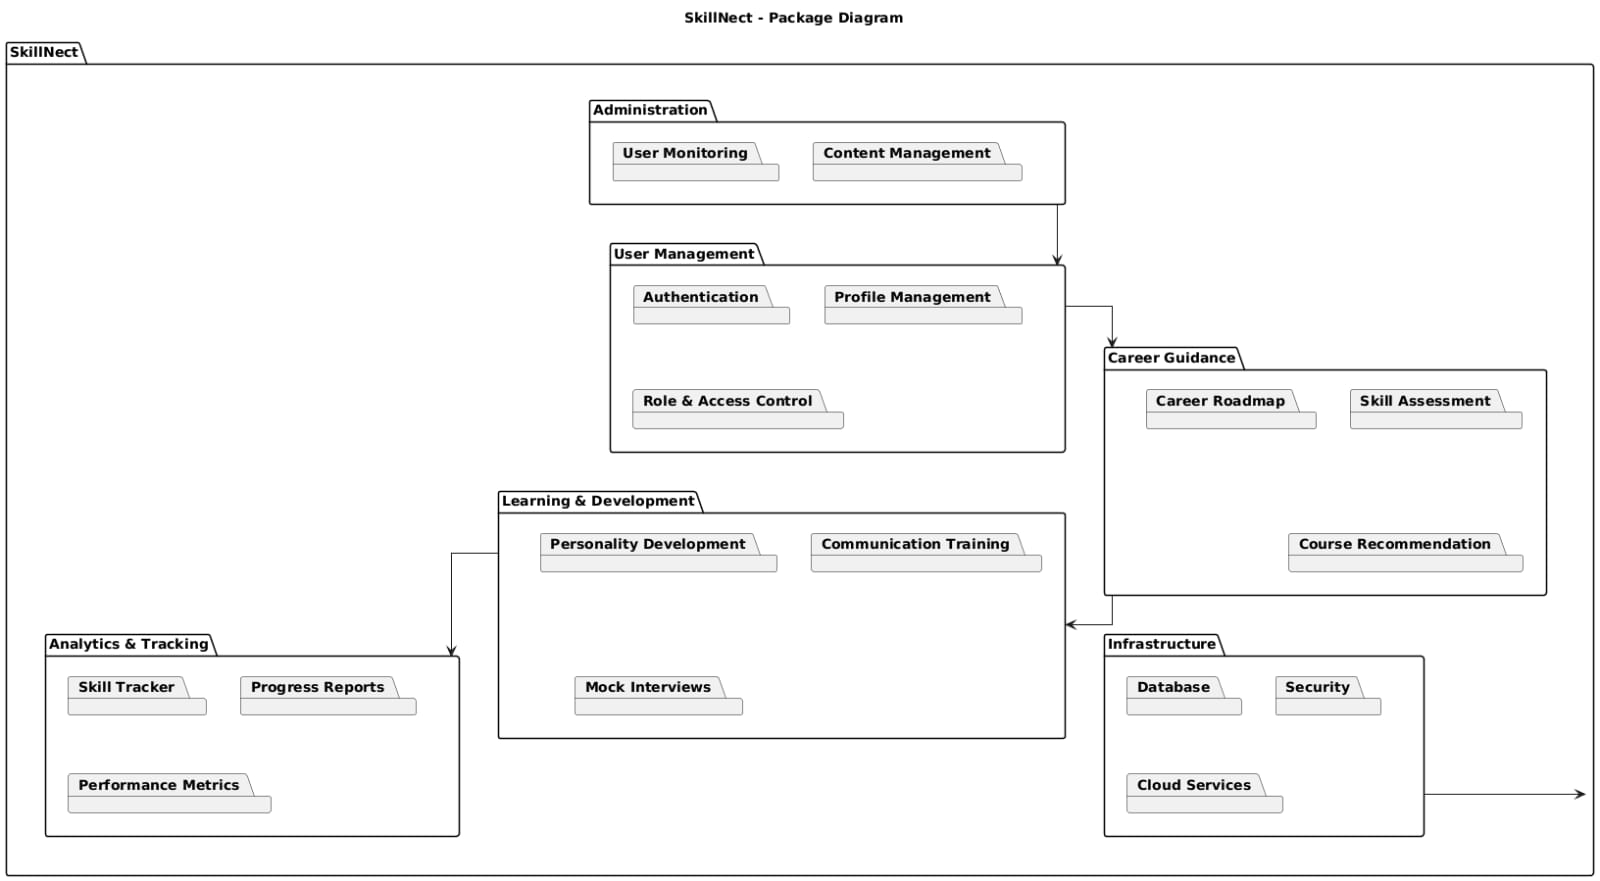 SkillNect - Package Diagram
SkillNect
Administration
User Monitoring
Content Management
User Management
Authentication
Profile Management
Role & Access Control
Career Guidance
Career Roadmap
Skill Assessment
Course Recommendation
Learning & Development
Personality Development
Communication Training
Mock Interviews
Analytics & Tracking
Skill Tracker
Progress Reports
Performance Metrics
Infrastructure
Database
Security
Cloud Services